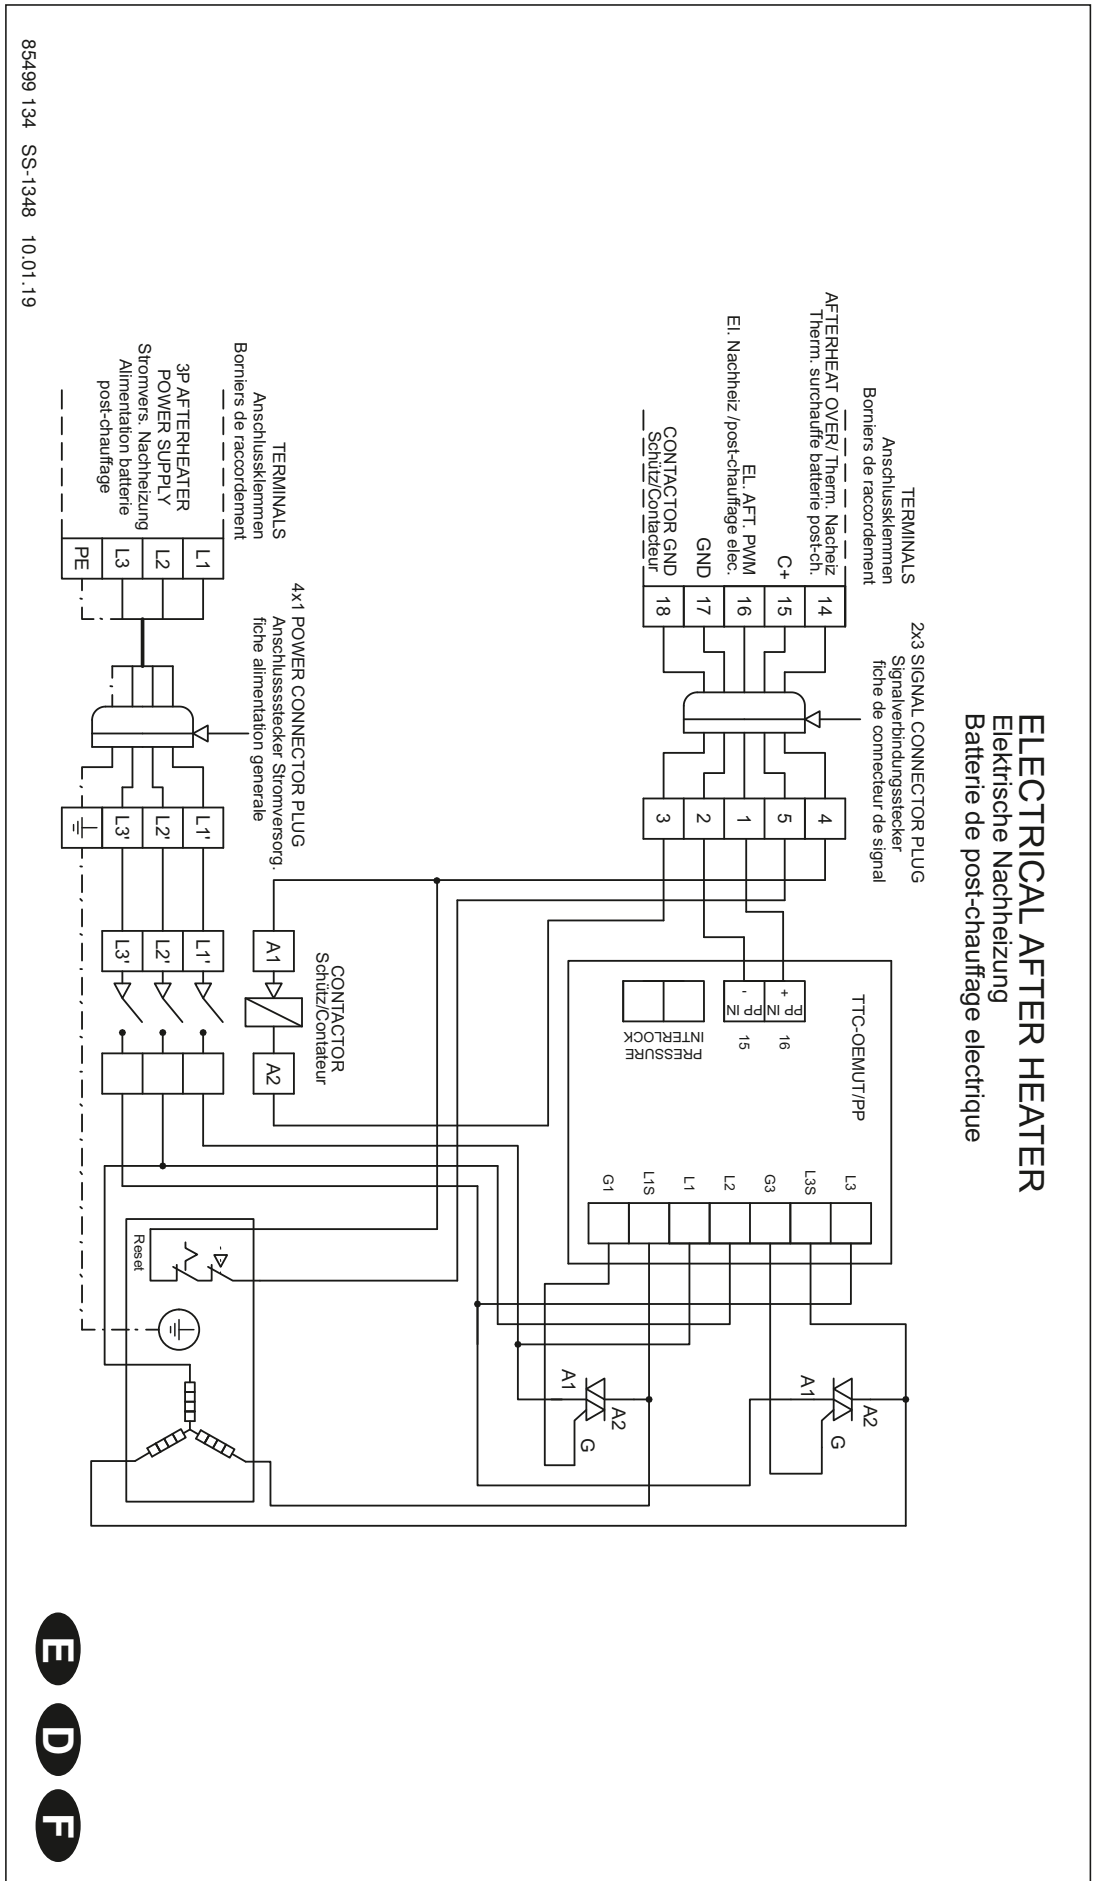 ELECTRICAL AFTER HEATER
Elektrische Nachheizung
Batterie de post-chauffage electrique
TERMINALS
Anschlussklemmen
Borniers de raccordement
2x3 SIGNAL CONNECTOR PLUG
Signalverbindungsstecker
fiche de connecteur de signal
AFTERHEAT OVER/ Therm. Nacheiz
Therm. surchauffe batterie post-ch.
C+
EL. AFT. PWM
El. Nachheiz /post-chauffage elec.
GND
CONTACTOR GND
Schütz/Contacteur
14
15
16
17
18
4
5
1
2
3
TTC-OEMUT/PP
+
PP IN
-
PP IN
16
15
PRESSURE
INTERLOCK
L3
L3S
G3
L2
L1
L1S
G1
A1
A2
G
A1
A2
G
TERMINALS
Anschlussklemmen
Borniers de raccordement
3P AFTERHEATER
POWER SUPPLY
Stromvers. Nachheizung
Alimentation batterie
post-chauffage
L1
L2
L3
PE
4x1 POWER CONNECTOR PLUG
Anschlussstecker Stromversorg.
fiche alimentation generale
L1'
L2'
L3'
CONTACTOR
Schütz/Contateur
A1
A2
L1'
L2'
L3'
Reset
85499 134 SS-1348 10.01.19
E D F